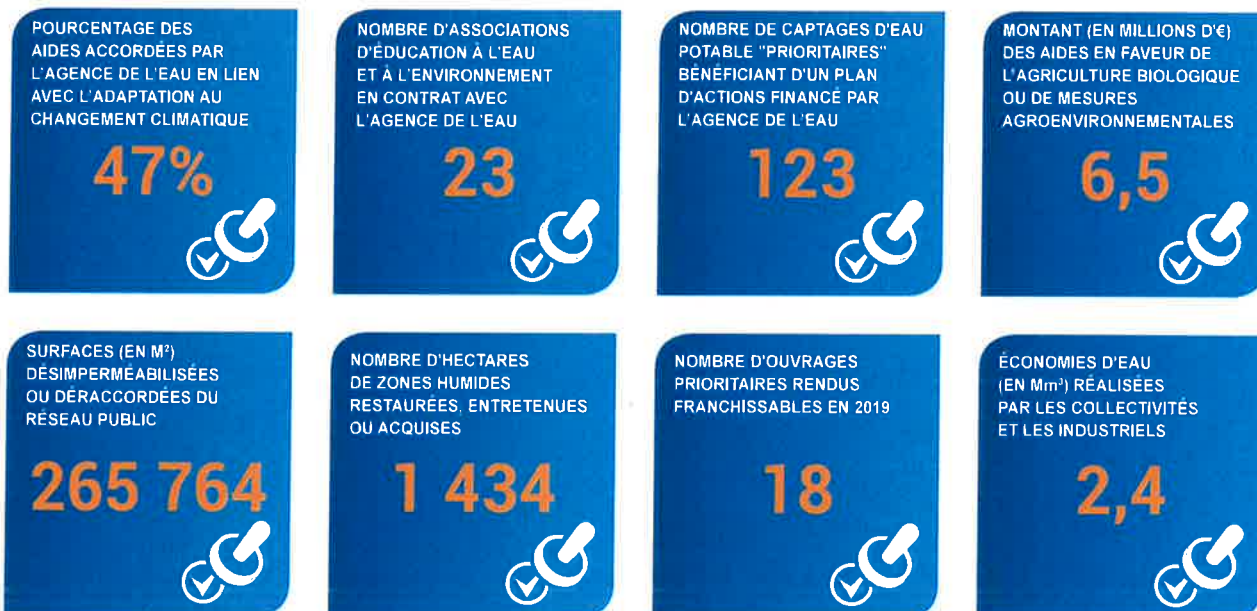 POURCENTAGE DES
AIDES ACCORDÉES PAR
L'AGENCE DE L'EAU EN LIEN
AVEC L'ADAPTATION AU
CHANGEMENT CLIMATIQUE
47%
NOMBRE D'ASSOCIATIONS
D'ÉDUCATION À L'EAU
ET À L'ENVIRONNEMENT
EN CONTRAT AVEC
L'AGENCE DE L'EAU
23
NOMBRE DE CAPTAGES D'EAU
POTABLE "PRIORITAIRES"
BÉNÉFICIANT D'UN PLAN
D'ACTIONS FINANCÉ PAR
L'AGENCE DE L'EAU
123
MONTANT (EN MILLIONS D'€)
DES AIDES EN FAVEUR DE
L'AGRICULTURE BIOLOGIQUE
OU DE MESURES
AGROENVIRONNEMENTALES
6,5
SURFACES (EN M²)
DÉSIMPERMÉABILISÉES
OU DÉRACCORDÉES DU
RÉSEAU PUBLIC
265 764
NOMBRE D'HECTARES
DE ZONES HUMIDES
RESTAURÉES, ENTRETENUES
OU ACQUISES
1 434
NOMBRE D'OUVRAGES
PRIORITAIRES RENDUS
FRANCHISSABLES EN 2019
18
ÉCONOMIES D'EAU
(EN Mm³) RÉALISÉES
PAR LES COLLECTIVITÉS
ET LES INDUSTRIELS
2,4